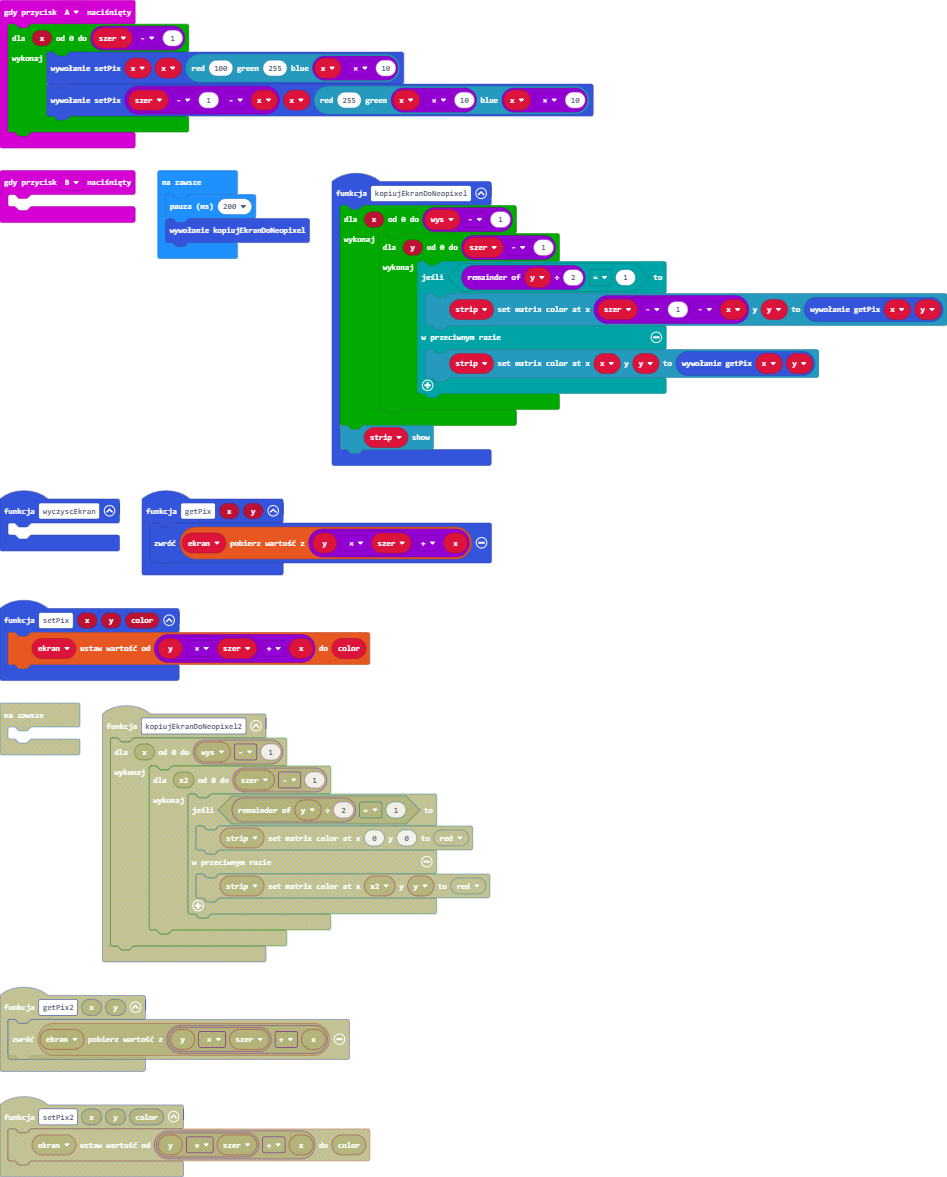 gdy przycisk A naciśnięty
dla x od 0 do szer - 1
wykonaj
wywołanie setPix x x red 100 green 255 blue x × 10
wywołanie setPix szer - 1 - x x red 255 green x × 10 blue x × 10
gdy przycisk B naciśnięty
na zawsze
pauza (ms) 200
wywołanie kopiujEkranDoNeopixel
funkcja kopiujEkranDoNeopixel
dla x od 0 do wys - 1
wykonaj
dla y od 0 do szer - 1
wykonaj
jeśli remainder of y ÷ 2 = 1 to
strip set matrix color at x szer - 1 - x y y to wywołanie getPix x y
w przeciwnym razie
strip set matrix color at x x y y to wywołanie getPix x y
strip show
funkcja wyczyscEkran
funkcja getPix x y
zwróć ekran pobierz wartość z y × szer + x
funkcja setPix x y color
ekran ustaw wartość od y × szer + x do color
na zawsze
funkcja kopiujEkranDoNeopixel2
dla x od 0 do wys - 1
wykonaj
dla x2 od 0 do szer - 1
wykonaj
jeśli remainder of y ÷ 2 = 1 to
strip set matrix color at x 0 y 0 to red
w przeciwnym razie
strip set matrix color at x x2 y y to red
funkcja getPix2 x y
zwróć ekran pobierz wartość z y × szer + x
funkcja setPix2 x y color
ekran ustaw wartość od y × szer + x do color